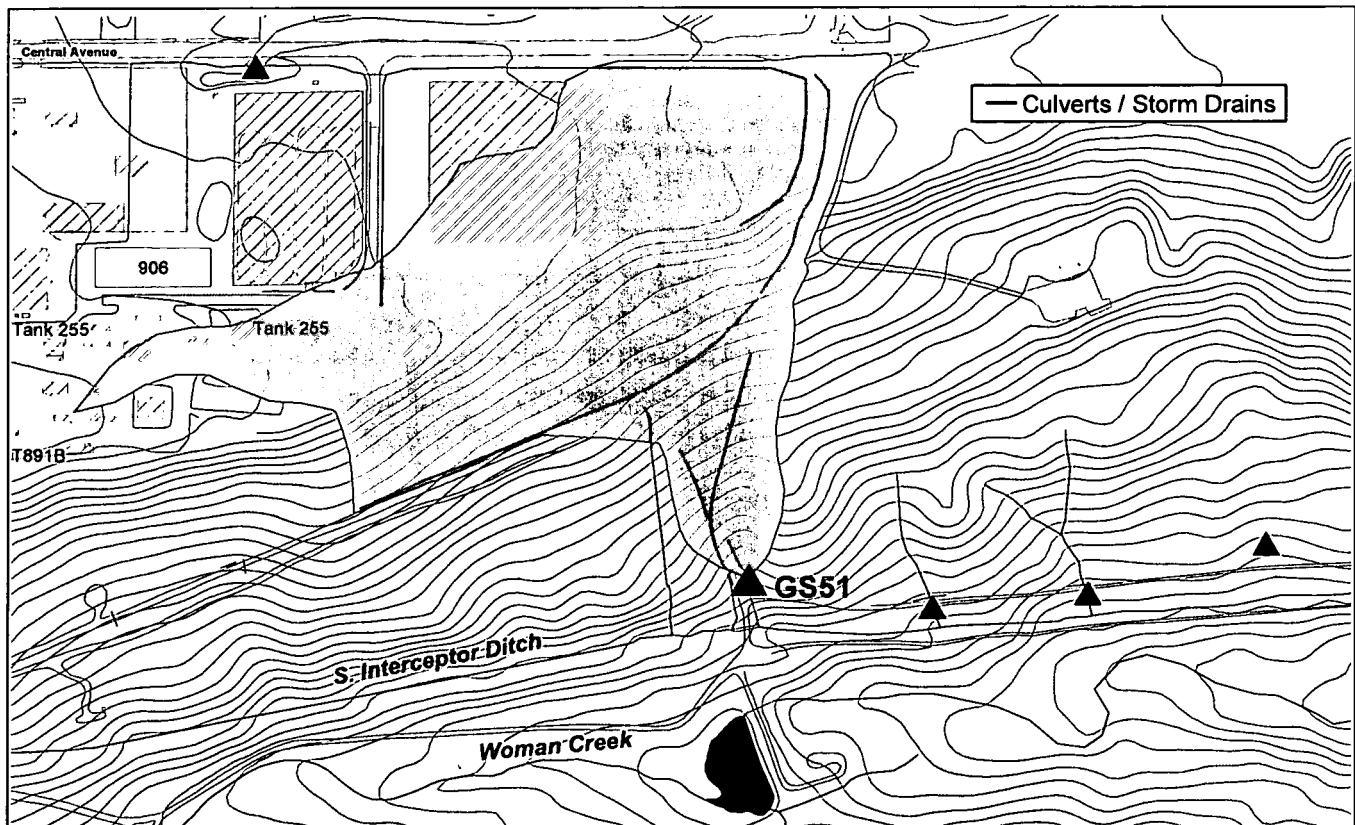 Central Avenue
Culverts / Storm Drains
906
Tank 255
Tank 255
T891B
GS51
S. Interceptor Ditch
Woman Creek